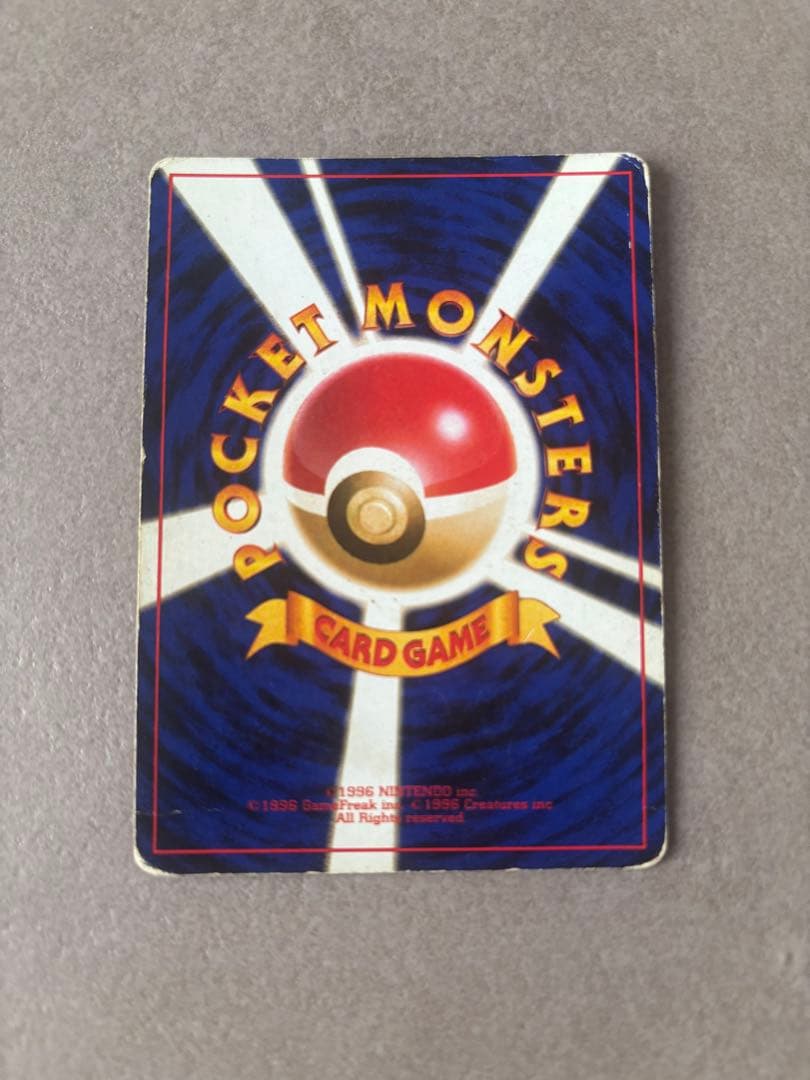 POCKET MONSTERS
CARD GAME
©1996 NINTENDO inc.
©1996 GameFreak inc. ©1996 Creatures inc
All Rights reserved.